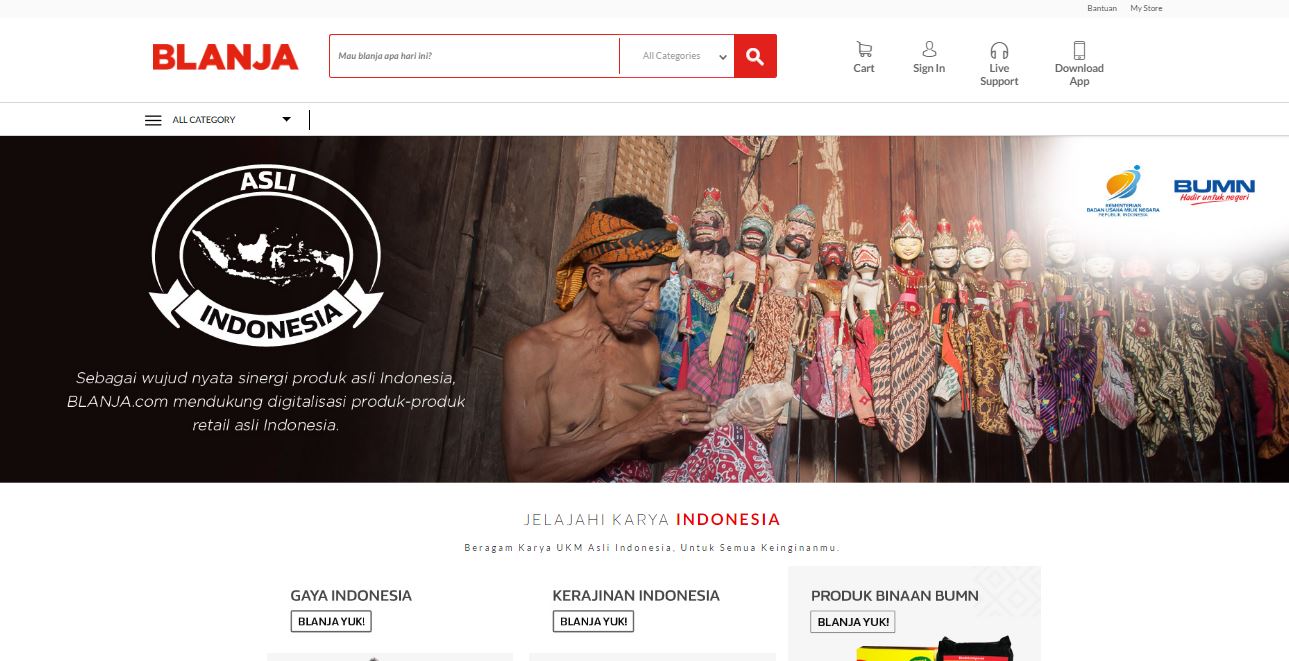 Bantuan My Store
BLANJA
Mau blanja apa hari ini?
All Categories
Cart
Sign In
Live
Support
Download
App
ALL CATEGORY
ASLI
INDONESIA
KEMENTERIAN
BADAN USAHA MILIK NEGARA
REPUBLIK INDONESIA
BUMN
Hadir untuk negeri
Sebagai wujud nyata sinergi produk asli Indonesia,
BLANJA.com mendukung digitalisasi produk-produk
retail asli Indonesia.
JELAJAHI KARYA INDONESIA
Beragam Karya UKM Asli Indonesia, Untuk Semua Keinginanmu.
GAYA INDONESIA
BLANJA YUK!
KERAJINAN INDONESIA
BLANJA YUK!
PRODUK BINAAN BUMN
BLANJA YUK!